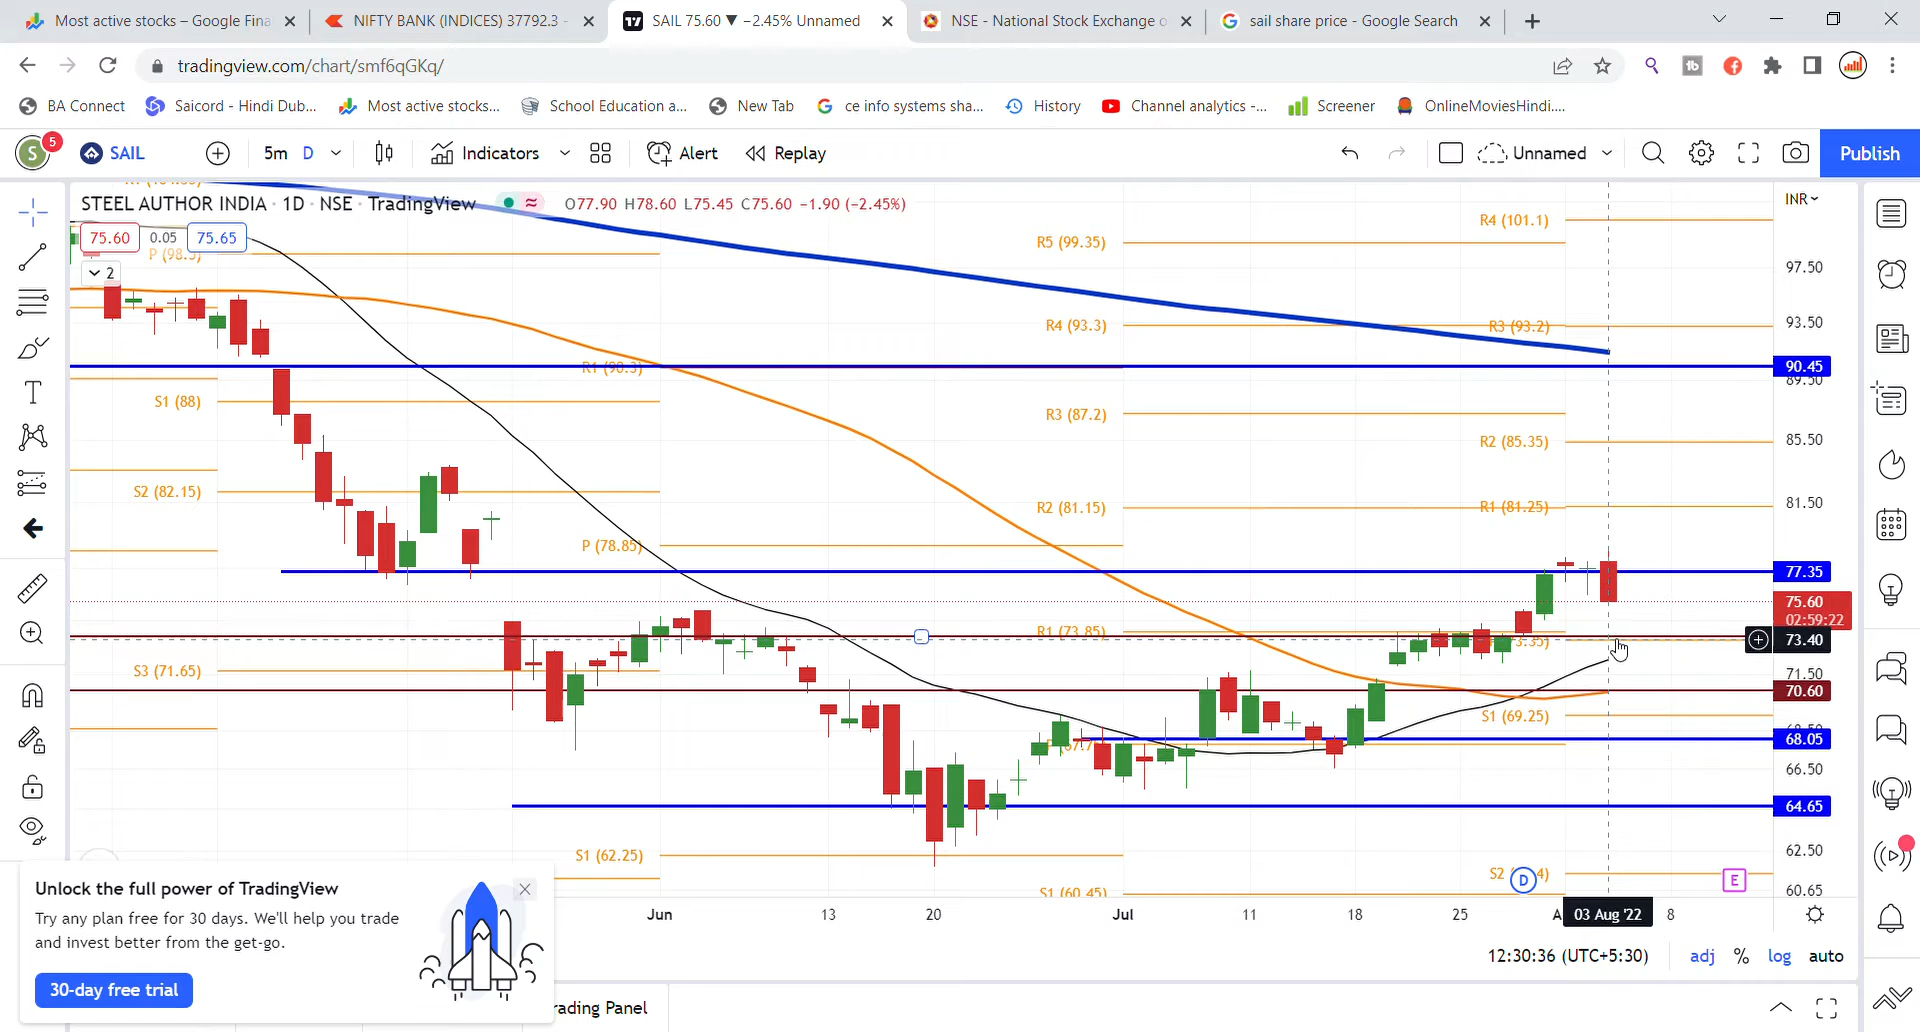 Most active stocks – Google Fina
NIFTY BANK (INDICES) 37792.3 -
SAIL 75.60 ▼ −2.45% Unnamed
NSE - National Stock Exchange o
sail share price - Google Search
tradingview.com/chart/smf6qGKq/
BA Connect
Saicord - Hindi Dub...
Most active stocks...
School Education a...
New Tab
ce info systems sha...
History
Channel analytics -...
Screener
OnlineMoviesHindi....
S 5
SAIL
5m D
Indicators
Alert
Replay
Unnamed
Publish
STEEL AUTHOR INDIA · 1D · NSE · TradingView
O77.90 H78.60 L75.45 C75.60 −1.90 (−2.45%)
INR
75.60 0.05 75.65
2
R4 (101.1)
R5 (99.35)
97.50
R4 (93.3)
R3 (93.2)
93.50
R1 (90.3)
90.45
89.50
S1 (88)
R3 (87.2)
R2 (85.35)
85.50
S2 (82.15)
R2 (81.15)
R1 (81.25)
81.50
P (78.85)
77.35
75.60
02:59:22
R1 (73.85)
73.40
S3 (71.65)
71.50
70.60
S1 (69.25)
68.05
66.50
64.65
S1 (62.25)
62.50
S1 (60.45)
60.65
D
E
Jun 13 20 Jul 11 18 25 03 Aug '22 8
Unlock the full power of TradingView
Try any plan free for 30 days. We'll help you trade
and invest better from the get-go.
30-day free trial
12:30:36 (UTC+5:30)
adj % log auto
rading Panel